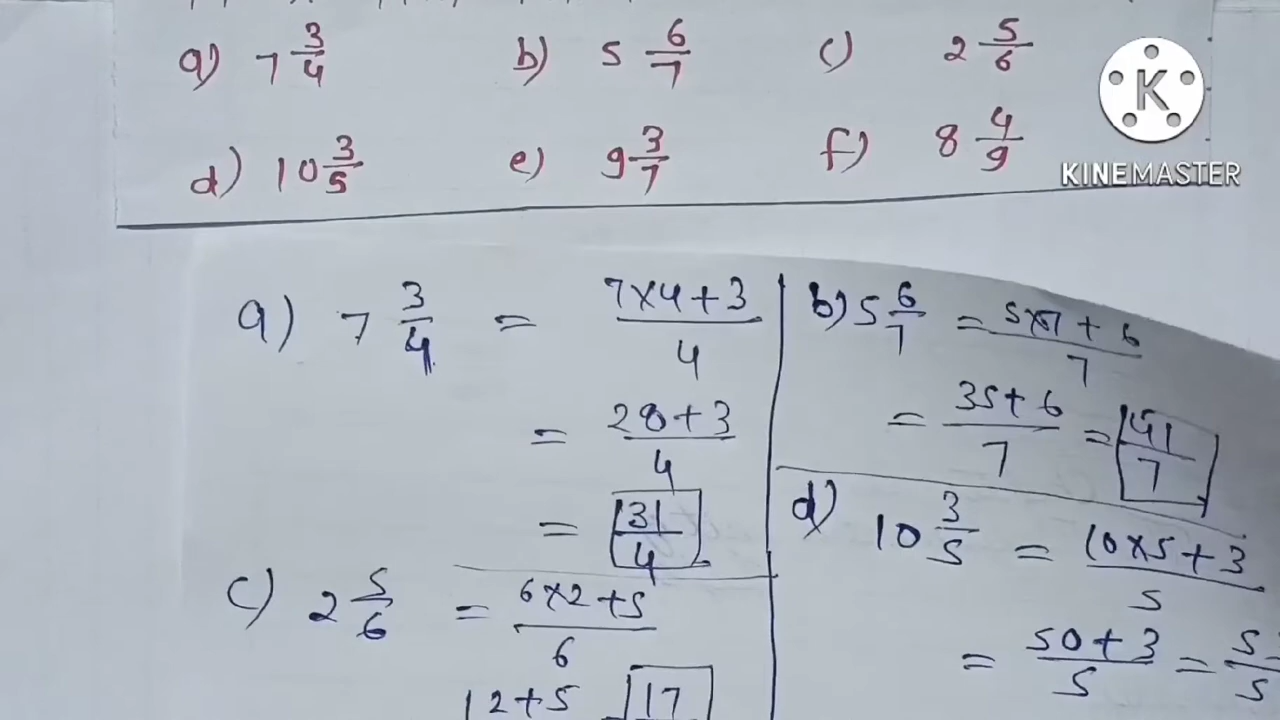 a) 7 3/4 b) 5 6/7 c) 2 5/6
d) 10 3/5 e) 9 3/7 f) 8 4/9
K
KINEMASTER
a) 7 3/4 = 7×4+3/4
= 28+3/4
= 31/4
b) 5 6/7 = 5×7+6/7
= 35+6/7 = 41/7
c) 2 5/6 = 6×2+5/6
12+5 17
d) 10 3/5 = 10×5+3/5
= 50+3/5 =